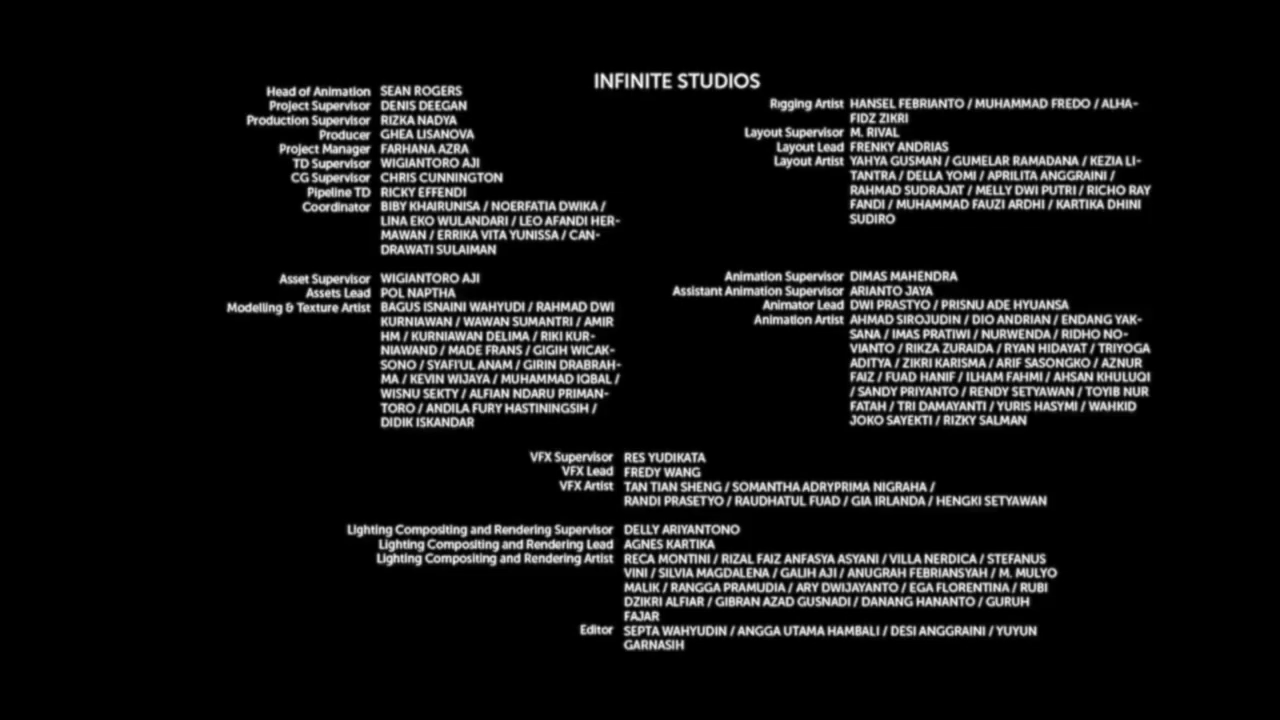 INFINITE STUDIOS
Head of Animation SEAN ROGERS
Project Supervisor DENIS DEEGAN
Production Supervisor RIZKA NADYA
Producer GHEA LISANOVA
Project Manager FARHANA AZRA
TD Supervisor WIGIANTORO AJI
CG Supervisor CHRIS CUNNINGTON
Pipeline TD RICKY EFFENDI
Coordinator BIBY KHAIRUNISA / NOERFATIA DWIKA /
LINA EKO WULANDARI / LEO AFANDI HER-
MAWAN / ERRIKA VITA YUNISSA / CAN-
DRAWATI SULAIMAN
Asset Supervisor WIGIANTORO AJI
Assets Lead POL NAPTHA
Modelling & Texture Artist BAGUS ISNAINI WAHYUDI / RAHMAD DWI
KURNIAWAN / WAWAN SUMANTRI / AMIR
HM / KURNIAWAN DELIMA / RIKI KUR-
NIAWAND / MADE FRANS / GIGIH WICAK-
SONO / SYAFI'UL ANAM / GIRIN DRABRAH-
MA / KEVIN WIJAYA / MUHAMMAD IQBAL /
WISNU SEKTY / ALFIAN NDARU PRIMAN-
TORO / ANDILA FURY HASTININGSIH /
DIDIK ISKANDAR
Rigging Artist HANSEL FEBRIANTO / MUHAMMAD FREDO / ALHA-
FIDZ ZIKRI
Layout Supervisor M. RIVAL
Layout Lead FRENKY ANDRIAS
Layout Artist YAHYA GUSMAN / GUMELAR RAMADANA / KEZIA LI-
TANTRA / DELLA YOMI / APRILITA ANGGRAINI /
RAHMAD SUDRAJAT / MELLY DWI PUTRI / RICHO RAY
FANDI / MUHAMMAD FAUZI ARDHI / KARTIKA DHINI
SUDIRO
Animation Supervisor DIMAS MAHENDRA
Assistant Animation Supervisor ARIANTO JAYA
Animator Lead DWI PRASTYO / PRISNU ADE HYUANSA
Animation Artist AHMAD SIROJUDIN / DIO ANDRIAN / ENDANG YAK-
SANA / IMAS PRATIWI / NURWENDA / RIDHO NO-
VIANTO / RIKZA ZURAIDA / RYAN HIDAYAT / TRIYOGA
ADITYA / ZIKRI KARISMA / ARIF SASONGKO / AZNUR
FAIZ / FUAD HANIF / ILHAM FAHMI / AHSAN KHULUQI
/ SANDY PRIYANTO / RENDY SETYAWAN / TOYIB NUR
FATAH / TRI DAMAYANTI / YURIS HASYMI / WAHKID
JOKO SAYEKTI / RIZKY SALMAN
VFX Supervisor RES YUDIKATA
VFX Lead FREDY WANG
VFX Artist TAN TIAN SHENG / SOMANTHA ADRYPRIMA NIGRAHA /
RANDI PRASETYO / RAUDHATUL FUAD / GIA IRLANDA / HENGKI SETYAWAN
Lighting Compositing and Rendering Supervisor DELLY ARIYANTONO
Lighting Compositing and Rendering Lead AGNES KARTIKA
Lighting Compositing and Rendering Artist RECA MONTINI / RIZAL FAIZ ANFASYA ASYANI / VILLA NERDICA / STEFANUS
VINI / SILVIA MAGDALENA / GALIH AJI / ANUGRAH FEBRIANSYAH / M. MULYO
MALIK / RANGGA PRAMUDIA / ARY DWIJAYANTO / EGA FLORENTINA / RUBI
DZIKRI ALFIAR / GIBRAN AZAD GUSNADI / DANANG HANANTO / GURUH
FAJAR
Editor SEPTA WAHYUDIN / ANGGA UTAMA HAMBALI / DESI ANGGRAINI / YUYUN
GARNASIH